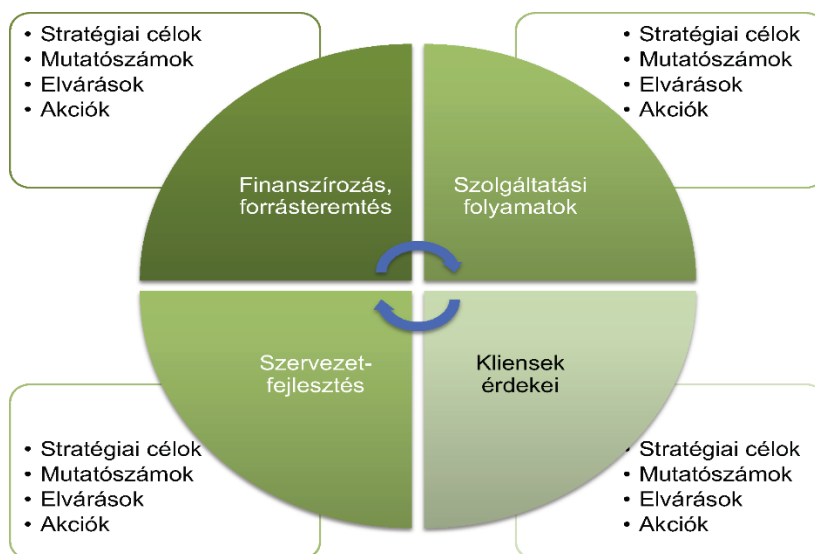 • Stratégiai célok
• Mutatószámok
• Elvárások
• Akciók
• Stratégiai célok
• Mutatószámok
• Elvárások
• Akciók
Finanszírozás,
forrásteremtés
Szolgáltatási
folyamatok
Szervezet-
fejlesztés
Kliensek
érdekei
• Stratégiai célok
• Mutatószámok
• Elvárások
• Akciók
• Stratégiai célok
• Mutatószámok
• Elvárások
• Akciók